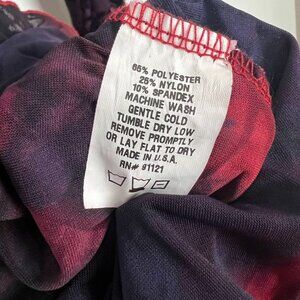 66% POLYESTER
25% NYLON
10% SPANDEX
MACHINE WASH
GENTLE COLD
TUMBLE DRY LOW
REMOVE PROMPTLY
OR LAY FLAT TO DRY
MADE IN U.S.A.
RN# 91121